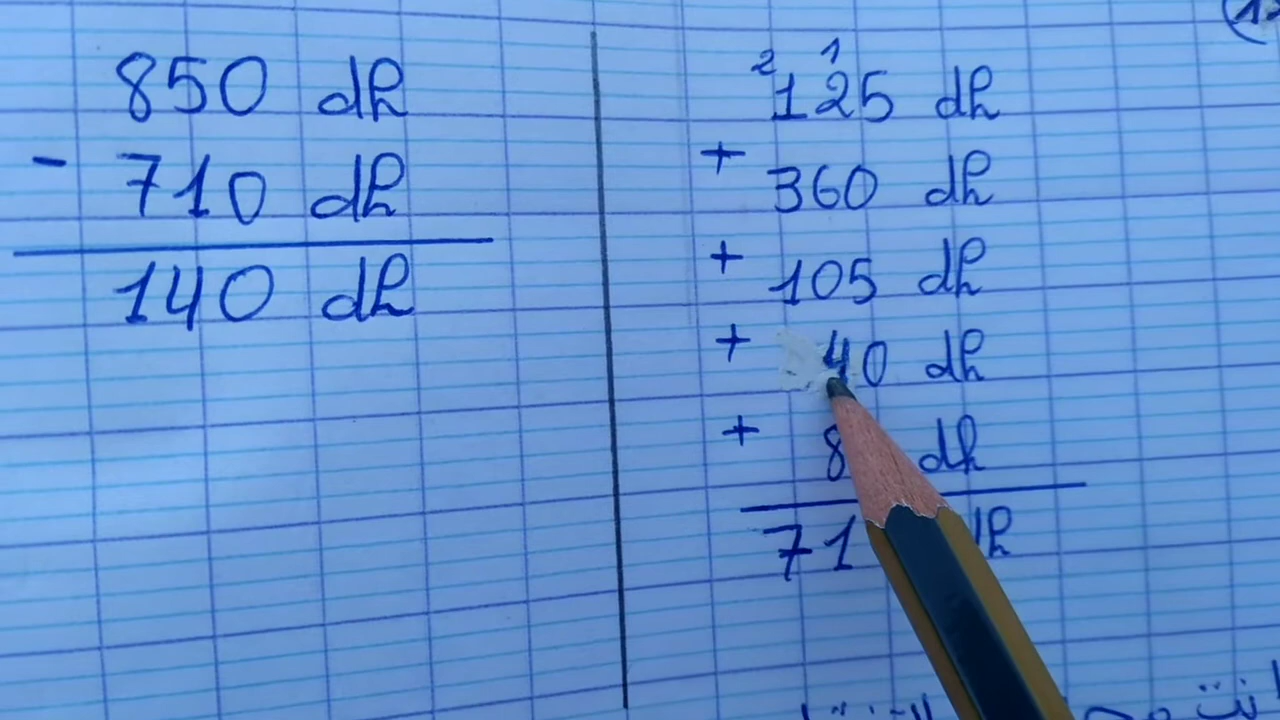 850 dh
- 710 dh
140 dh
2 1
125 dh
+ 360 dh
+ 105 dh
+ 40 dh
+ 8 dh
71 dh